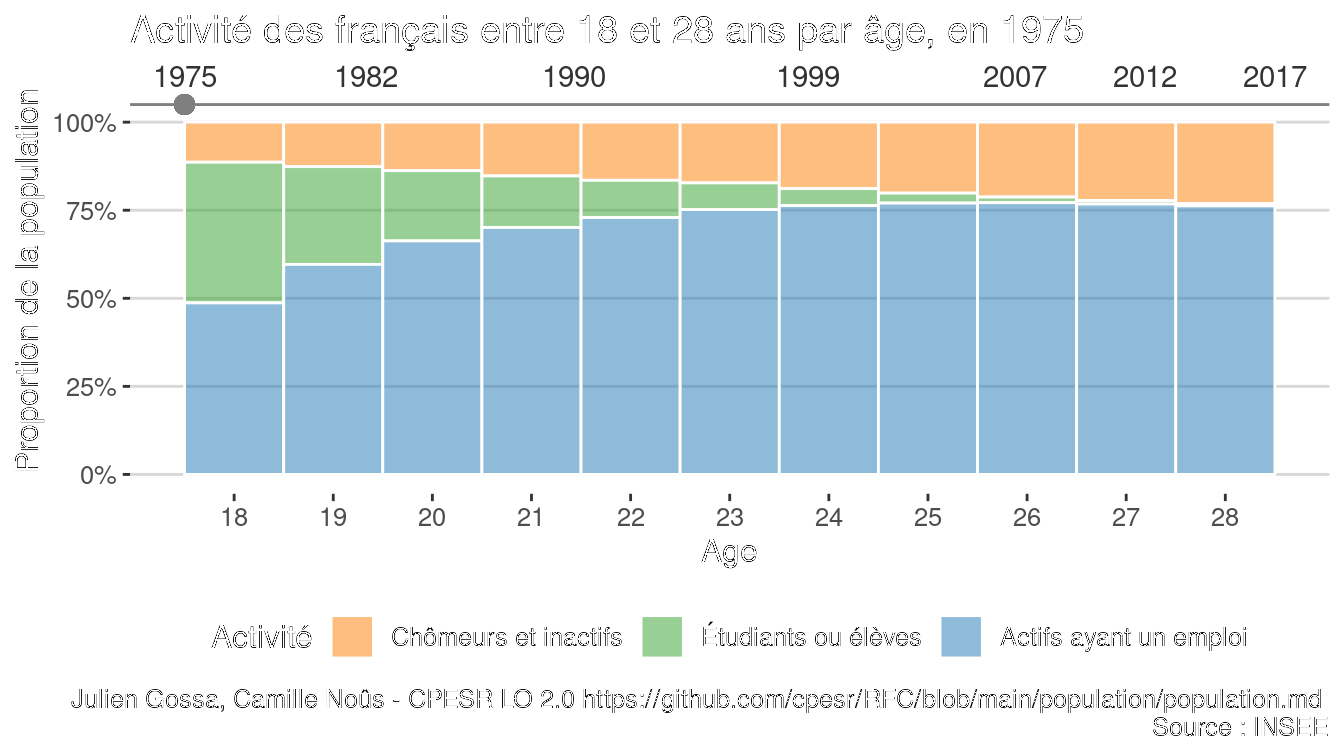 Activité des français entre 18 et 28 ans par âge, en 1975
1975 1982 1990 1999 2007 2012 2017
Proportion de la population
100%
75%
50%
25%
0%
18 19 20 21 22 23 24 25 26 27 28
Age
Activité Chômeurs et inactifs Étudiants ou élèves Actifs ayant un emploi
Julien Gossa, Camille Noûs - CPESR LO 2.0 https://github.com/cpesr/RFC/blob/main/population/population.md
Source : INSEE